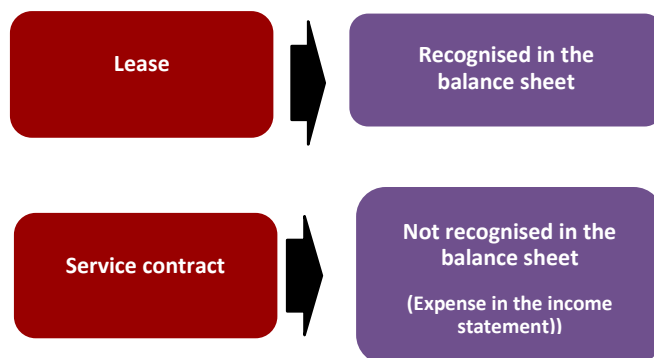 Lease
Recognised in the
balance sheet
Service contract
Not recognised in the
balance sheet
(Expense in the income
statement))